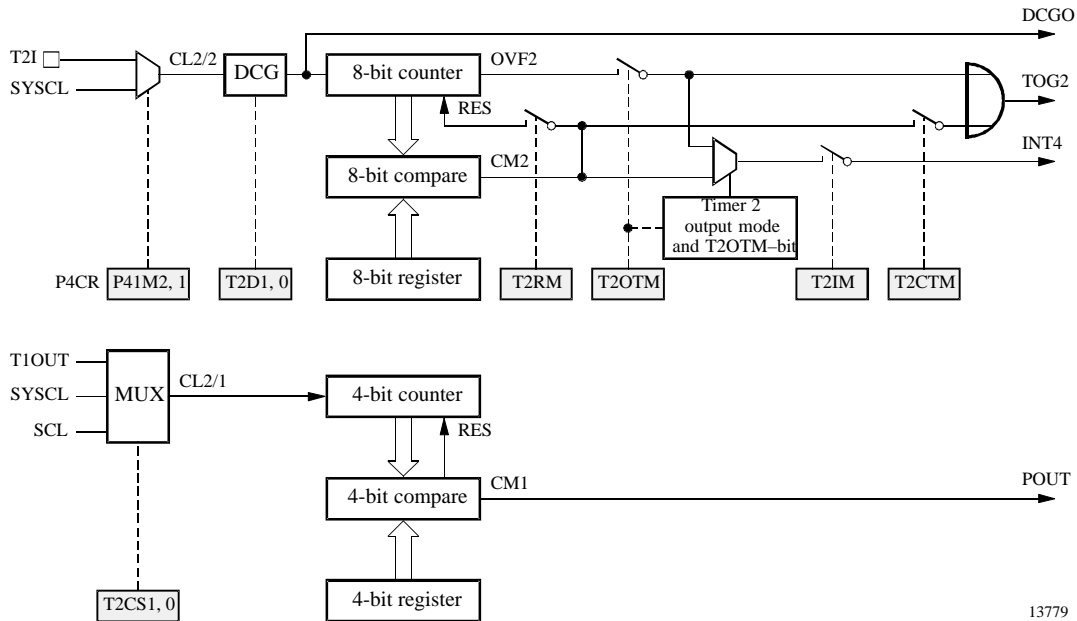 DCGO
T2I
CL2/2
DCG
8-bit counter
OVF2
SYSCL
TOG2
RES
INT4
CM2
8-bit compare
Timer 2
output mode
and T2OTM–bit
P4CR
P41M2, 1
T2D1, 0
8-bit register
T2RM
T2OTM
T2IM
T2CTM
T1OUT
SYSCL
MUX
CL2/1
4-bit counter
SCL
RES
4-bit compare
CM1
POUT
T2CS1, 0
4-bit register
13779